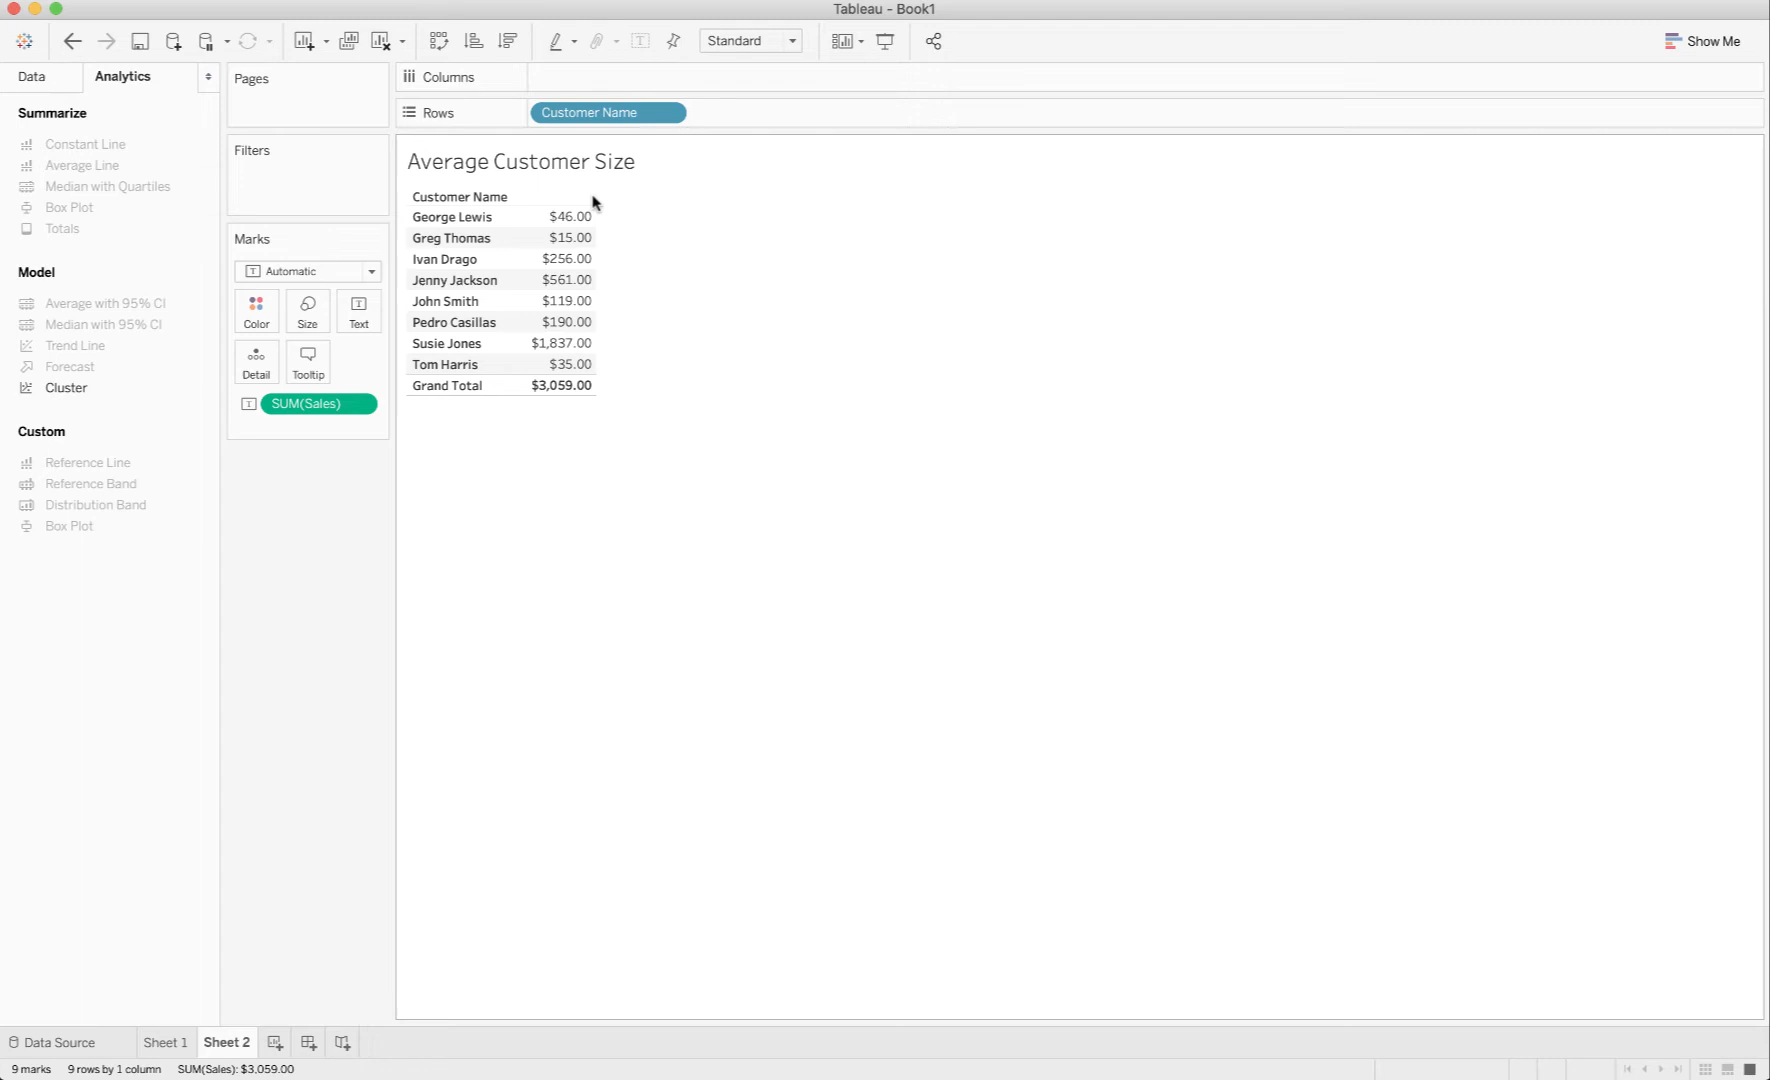 Tableau - Book1
Standard
Show Me
Data
Analytics
Summarize
Constant Line
Average Line
Median with Quartiles
Box Plot
Totals
Model
Average with 95% CI
Median with 95% CI
Trend Line
Forecast
Cluster
Custom
Reference Line
Reference Band
Distribution Band
Box Plot
Pages
Filters
Marks
T Automatic
Color
Size
T
Text
Detail
Tooltip
T SUM(Sales)
Columns
Rows Customer Name
Average Customer Size
Customer Name
George Lewis $46.00
Greg Thomas $15.00
Ivan Drago $256.00
Jenny Jackson $561.00
John Smith $119.00
Pedro Casillas $190.00
Susie Jones $1,837.00
Tom Harris $35.00
Grand Total $3,059.00
Data Source
Sheet 1
Sheet 2
9 marks 9 rows by 1 column SUM(Sales): $3,059.00